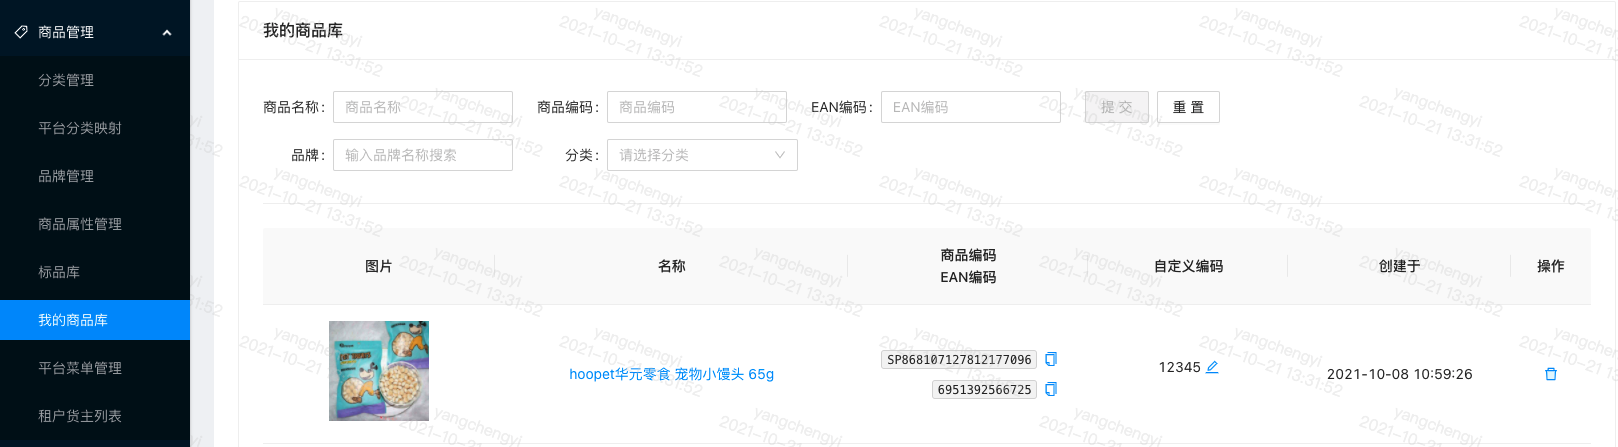 商品管理
分类管理
平台分类映射
品牌管理
商品属性管理
标品库
我的商品库
平台菜单管理
租户货主列表
我的商品库
商品名称: 商品名称 商品编码: 商品编码 EAN编码: EAN编码 提 交 重 置
品牌: 输入品牌名称搜索 分类: 请选择分类
图片 名称 商品编码 EAN编码 自定义编码 创建于 操作
hoopet华元零食 宠物小馒头 65g
SP868107127812177096
6951392566725
12345
2021-10-08 10:59:26
yangchengyi
2021-10-21 13:31:52